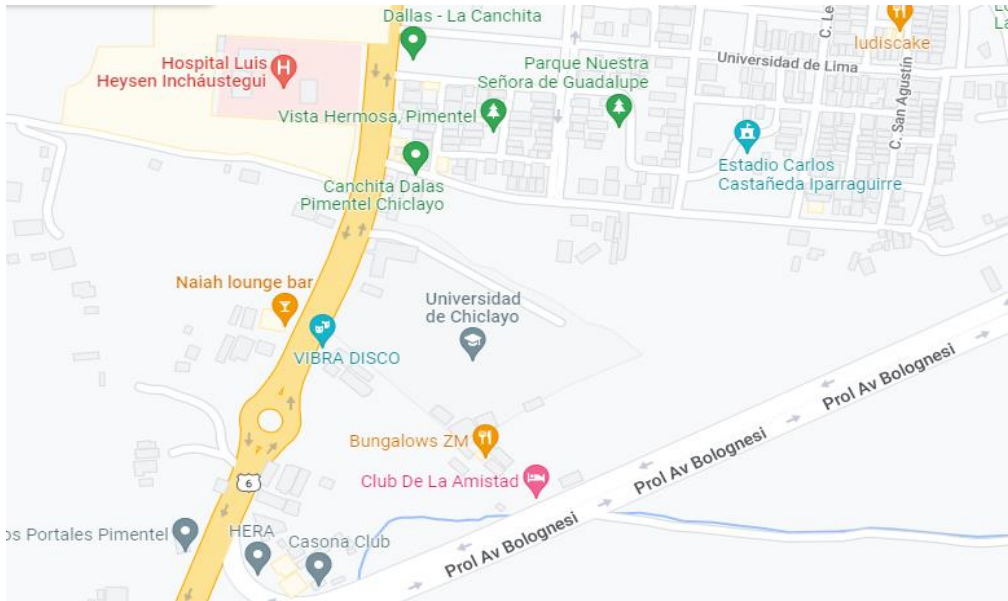 Dallas - La Canchita
C. Le
ludiscake
Hospital Luis
Heysen Incháustegui
H
Parque Nuestra
Señora de Guadalupe
Universidad de Lima
Vista Hermosa, Pimentel
C. San Agustín
Estadio Carlos
Castañeda Iparraguirre
Canchita Dalas
Pimentel Chiclayo
Naiah lounge bar
Universidad
de Chiclayo
VIBRA DISCO
Prol Av Bolognesi
Bungalows ZM
Prol Av Bolognesi
Club De La Amistad
6
os Portales Pimentel
HERA
Casona Club
Prol Av Bolognesi